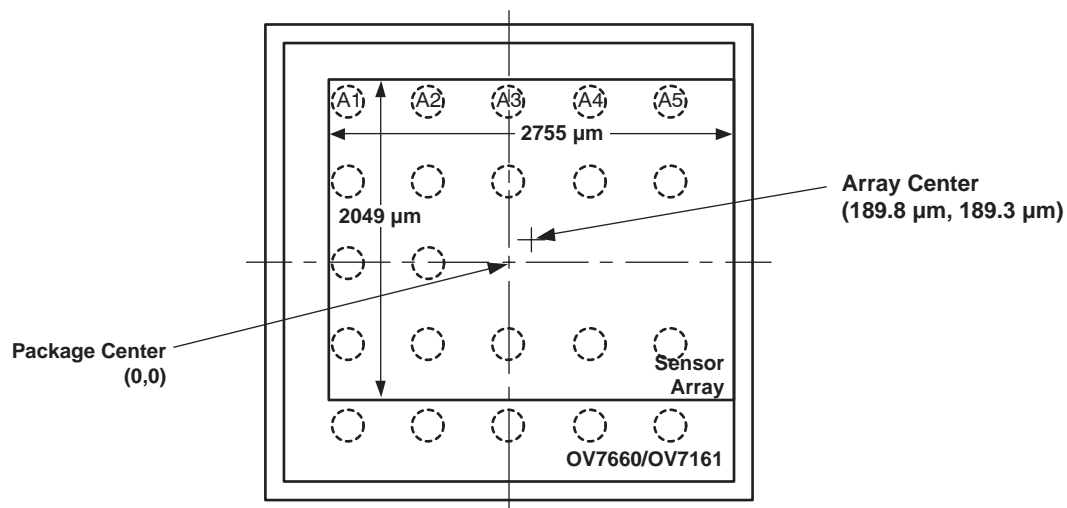 A1 A2 A3 A4 A5
2755 µm
Array Center
(189.8 µm, 189.3 µm)
2049 µm
Package Center
(0,0)
Sensor
Array
OV7660/OV7161